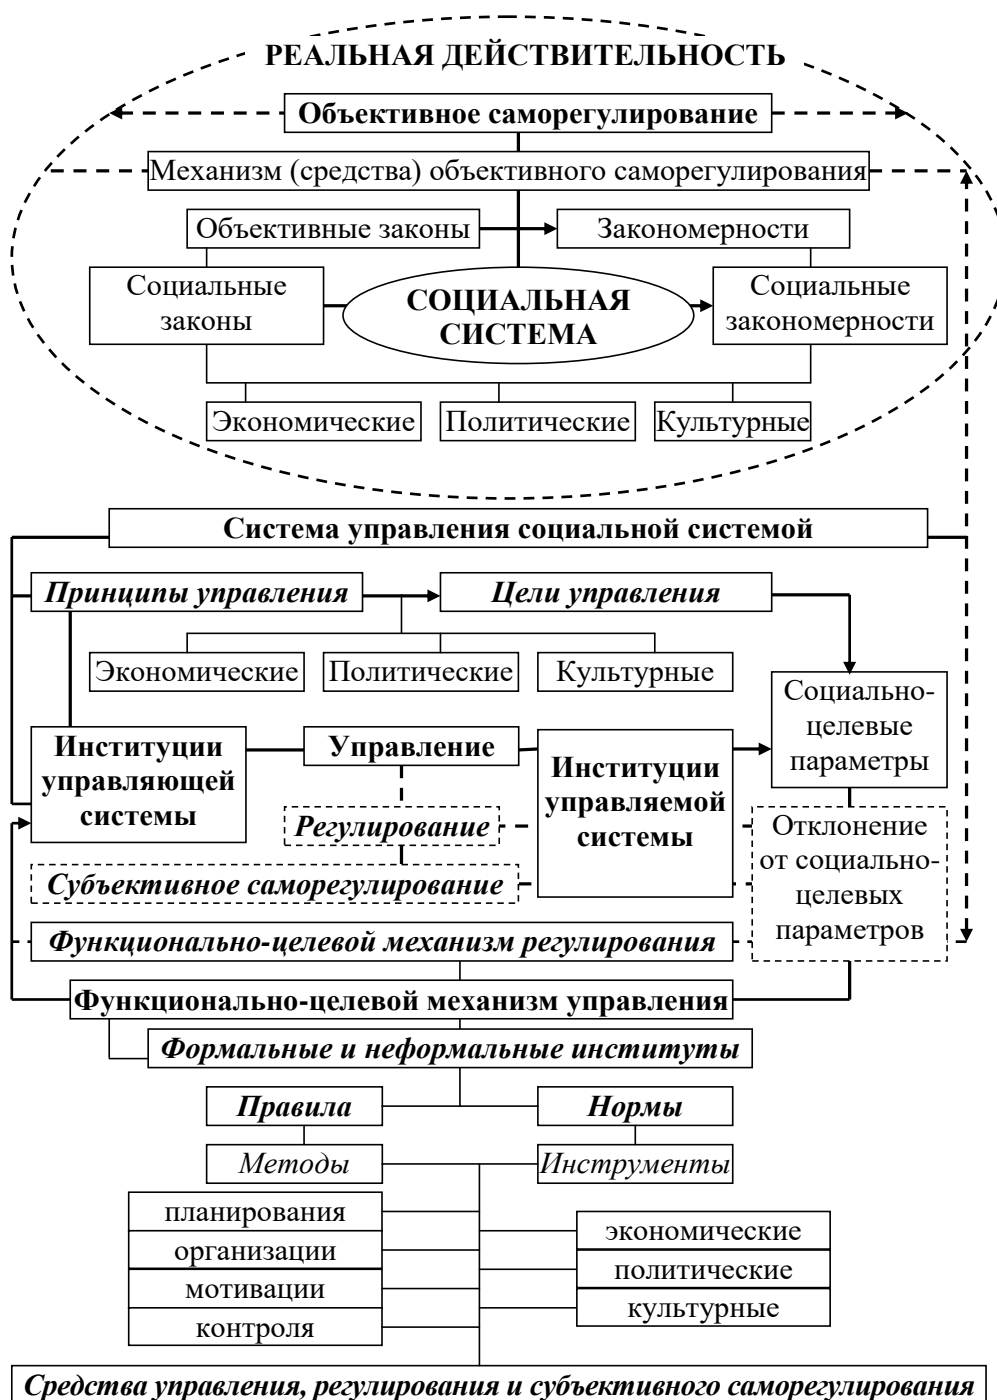 РЕАЛЬНАЯ ДЕЙСТВИТЕЛЬНОСТЬ
Объективное саморегулирование
Механизм (средства) объективного саморегулирования
Объективные законы
Закономерности
Социальные
законы
СОЦИАЛЬНАЯ
СИСТЕМА
Социальные
закономерности
Экономические
Политические
Культурные
Система управления социальной системой
Принципы управления
Цели управления
Экономические
Политические
Культурные
Социально-
целевые
параметры
Институции
управляющей
системы
Управление
Институции
управляемой
системы
Регулирование
Субъективное саморегулирование
Отклонение
от социально-
целевых
параметров
Функционально-целевой механизм регулирования
Функционально-целевой механизм управления
Формальные и неформальные институты
Правила
Нормы
Методы
Инструменты
планирования
организации
мотивации
контроля
экономические
политические
культурные
Средства управления, регулирования и субъективного саморегулирования